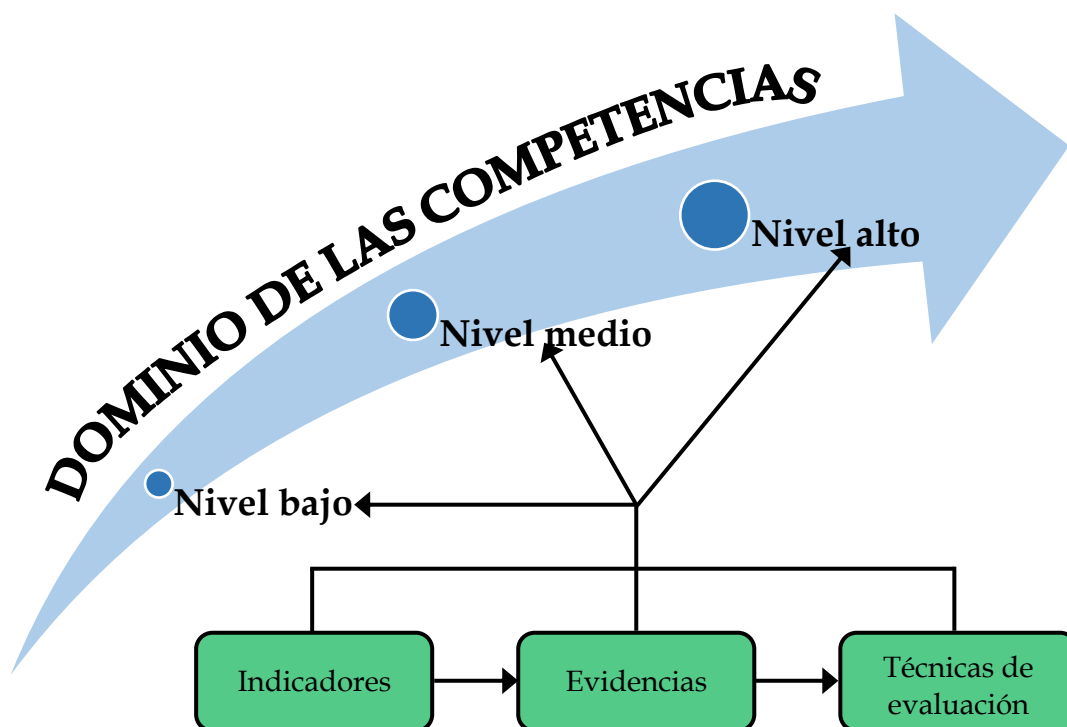 DOMINIO DE LAS COMPETENCIAS
Nivel alto
Nivel medio
Nivel bajo
Indicadores
Evidencias
Técnicas de
evaluación